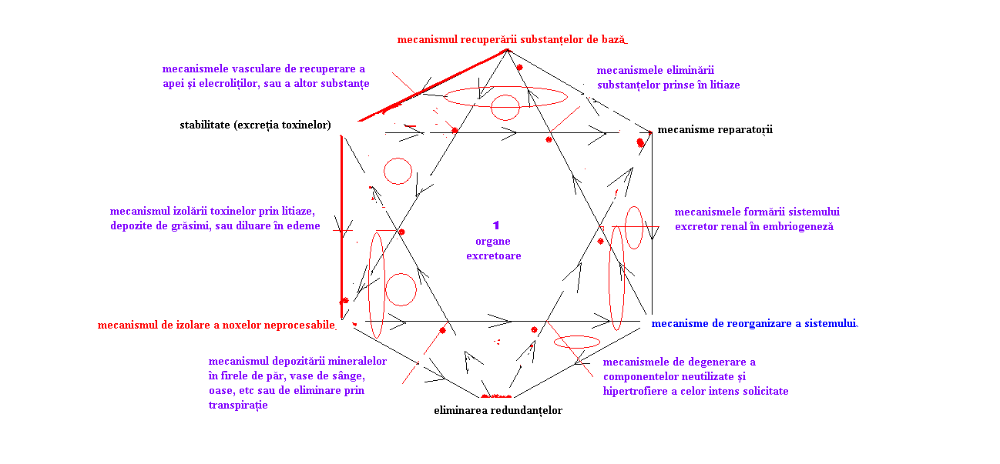 mecanismul recuperării substanțelor de bază
mecanismele vasculare de recuperare a
apei și elecroliților, sau a altor substanțe
mecanismele eliminării
substanțelor prinse în litiaze
stabilitate (excreția toxinelor)
mecanisme reparatorii
mecanismul izolării toxinelor prin litiaze,
depozite de grăsimi, sau diluare în edeme
mecanismele formării sistemului
excretor renal în embriogeneză
1
organe
excretoare
mecanismul de izolare a noxelor neprocesabile
mecanisme de reorganizare a sistemului
mecanismul depozitării mineralelor
în firele de păr, vase de sânge,
oase, etc sau de eliminare prin
transpirație
mecanismele de degenerare a
componentelor neutilizate și
hipertrofiere a celor intens solicitate
eliminarea redundanțelor